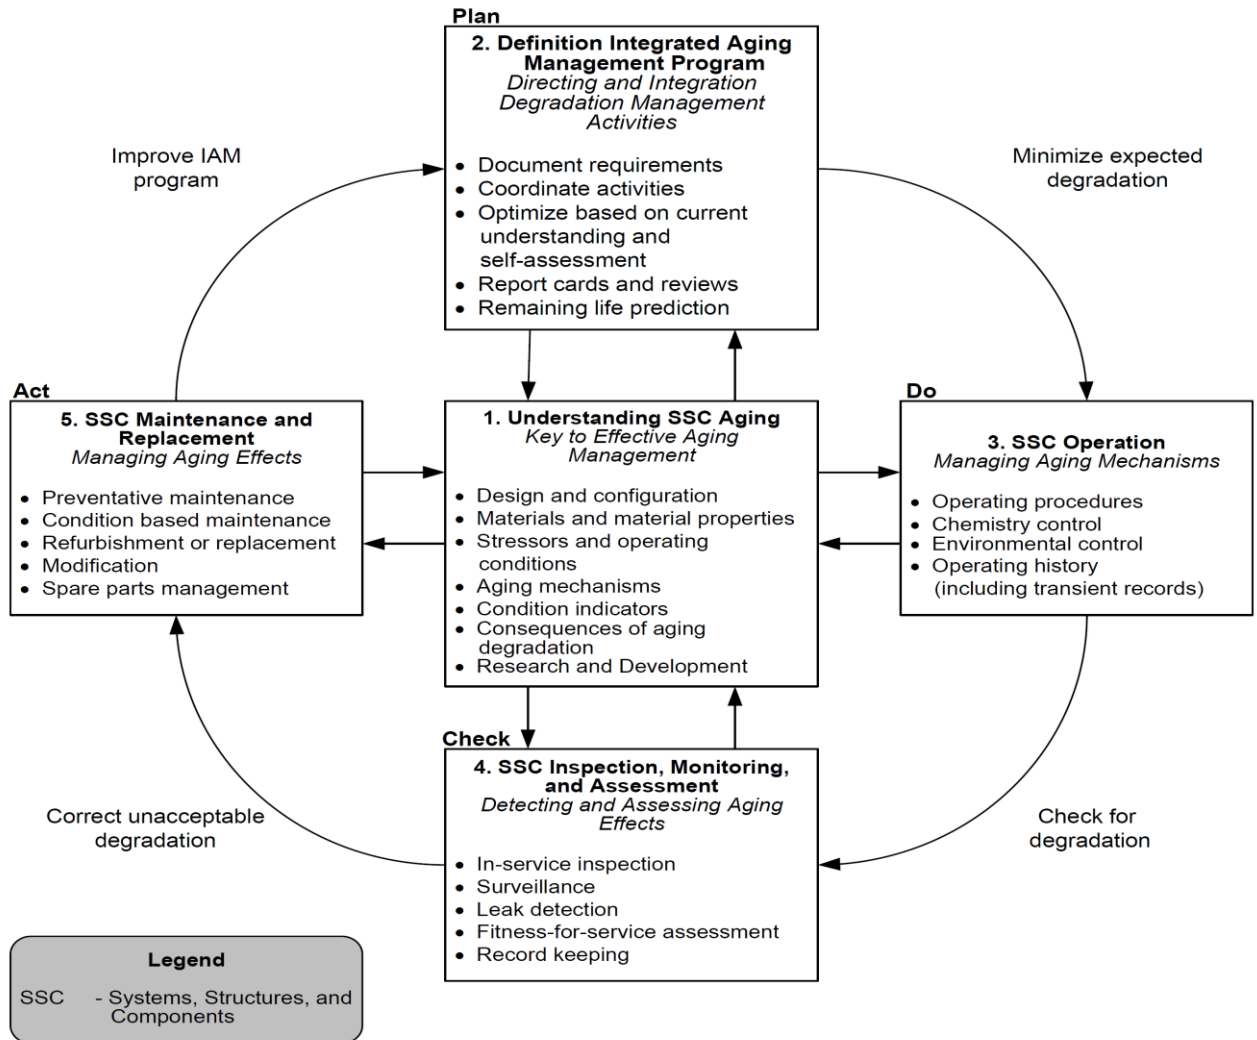 Plan
2. Definition Integrated Aging
Management Program
Directing and Integration
Degradation Management
Activities
• Document requirements
• Coordinate activities
• Optimize based on current
understanding and
self-assessment
• Report cards and reviews
• Remaining life prediction
Improve IAM
program
Minimize expected
degradation
Act
5. SSC Maintenance and
Replacement
Managing Aging Effects
• Preventative maintenance
• Condition based maintenance
• Refurbishment or replacement
• Modification
• Spare parts management
1. Understanding SSC Aging
Key to Effective Aging
Management
• Design and configuration
• Materials and material properties
• Stressors and operating
conditions
• Aging mechanisms
• Condition indicators
• Consequences of aging
degradation
• Research and Development
Do
3. SSC Operation
Managing Aging Mechanisms
• Operating procedures
• Chemistry control
• Environmental control
• Operating history
(including transient records)
Check
4. SSC Inspection, Monitoring,
and Assessment
Detecting and Assessing Aging
Effects
• In-service inspection
• Surveillance
• Leak detection
• Fitness-for-service assessment
• Record keeping
Correct unacceptable
degradation
Check for
degradation
Legend
SSC - Systems, Structures, and
Components